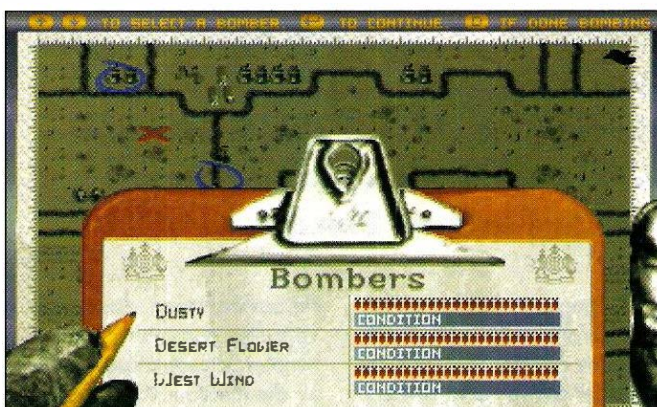 TO SELECT A BOMBER TO CONTINUE IF DONE BOMBING
Bombers
DUSTY
CONDITION
DESERT FLOWER
CONDITION
WEST WIND
CONDITION